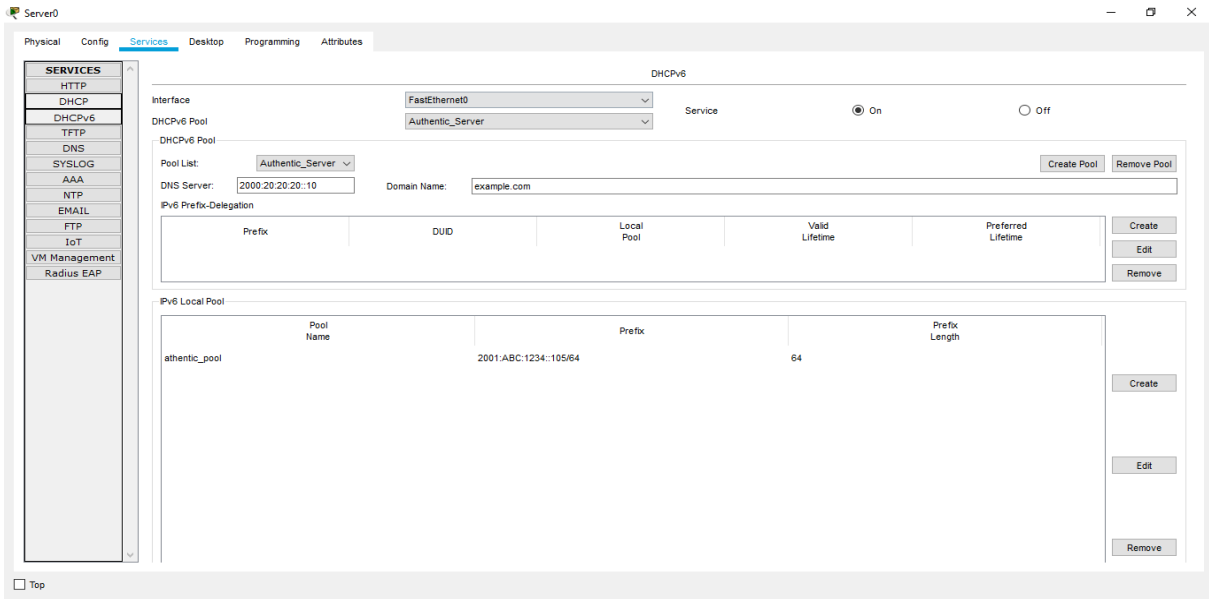 Server0
Physical Config Services Desktop Programming Attributes
SERVICES
HTTP
DHCP
DHCPv6
TFTP
DNS
SYSLOG
AAA
NTP
EMAIL
FTP
IoT
VM Management
Radius EAP
DHCPv6
Interface FastEthernet0
Service On Off
DHCPv6 Pool Authentic_Server
DHCPv6 Pool
Pool List: Authentic_Server Create Pool Remove Pool
DNS Server: 2000:20:20:20::10 Domain Name: example.com
IPv6 Prefix-Delegation
Prefix DUID Local Pool Valid Lifetime Preferred Lifetime
Create
Edit
Remove
IPv6 Local Pool
Pool Name Prefix Prefix Length
athentic_pool 2001:ABC:1234::105/64 64
Create
Edit
Remove
Top